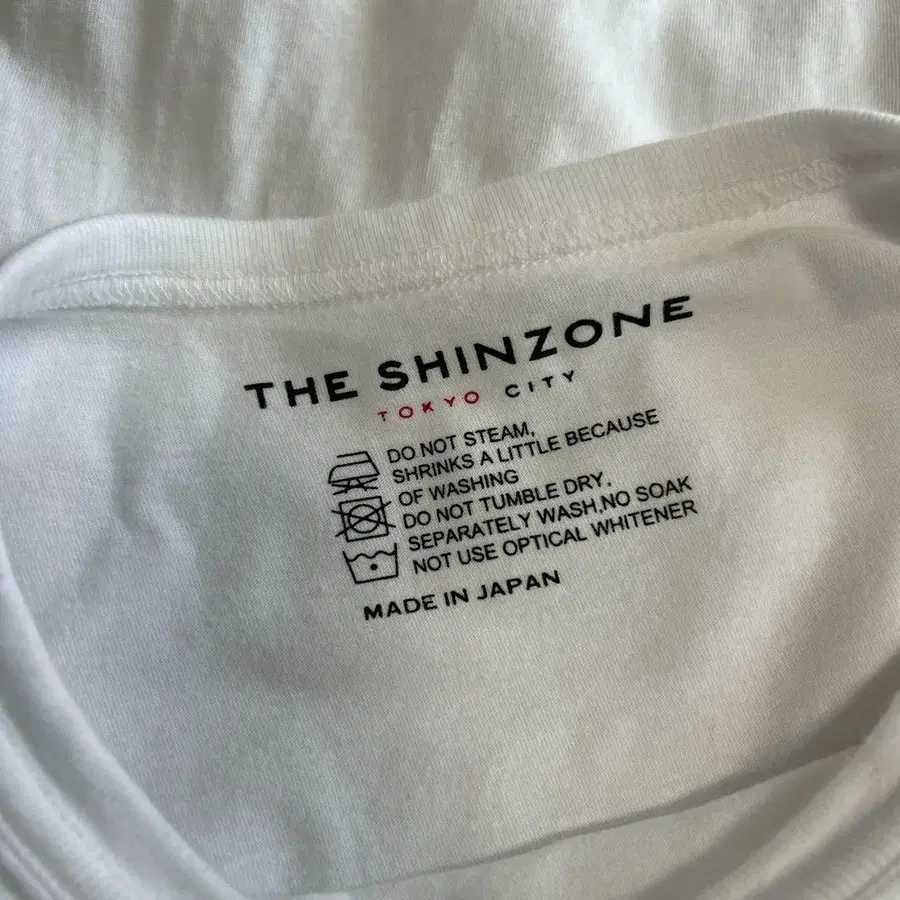 THE SHINZONE
TOKYO CITY
DO NOT STEAM,
SHRINKS A LITTLE BECAUSE
OF WASHING
DO NOT TUMBLE DRY,
SEPARATELY WASH,NO SOAK
NOT USE OPTICAL WHITENER
MADE IN JAPAN